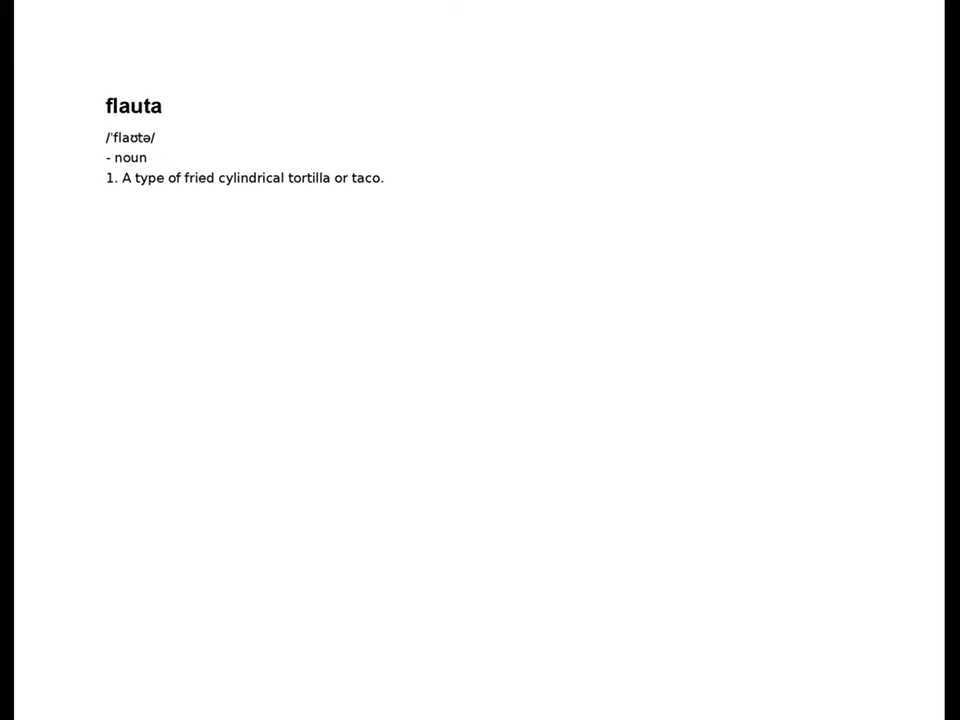 flauta
/ˈflaʊtə/
- noun
1. A type of fried cylindrical tortilla or taco.